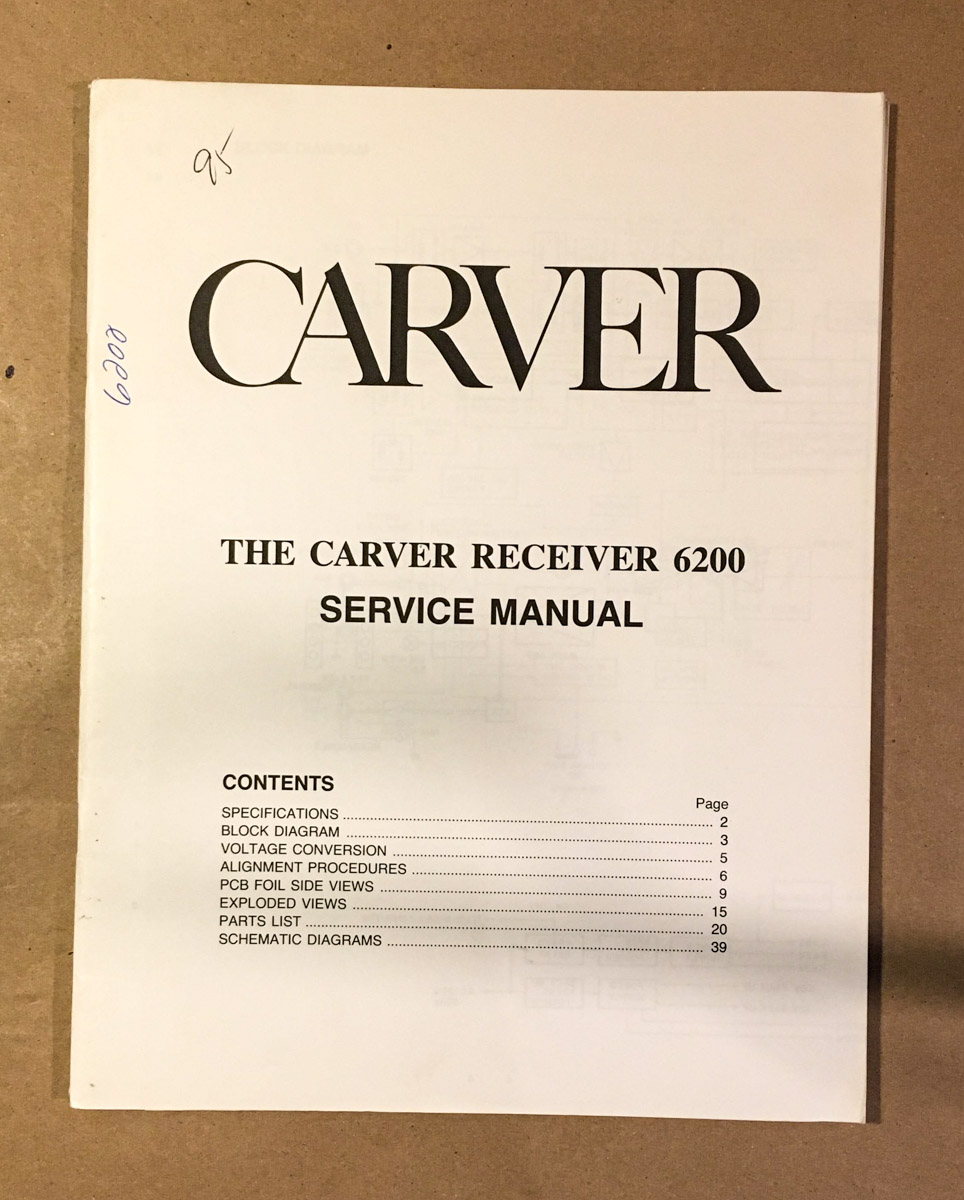 95
CARVER
6200
THE CARVER RECEIVER 6200
SERVICE MANUAL
CONTENTS
Page
SPECIFICATIONS ........ 2
BLOCK DIAGRAM ........ 3
VOLTAGE CONVERSION ........ 5
ALIGNMENT PROCEDURES ........ 6
PCB FOIL SIDE VIEWS ........ 9
EXPLODED VIEWS ........ 15
PARTS LIST ........ 20
SCHEMATIC DIAGRAMS ........ 39